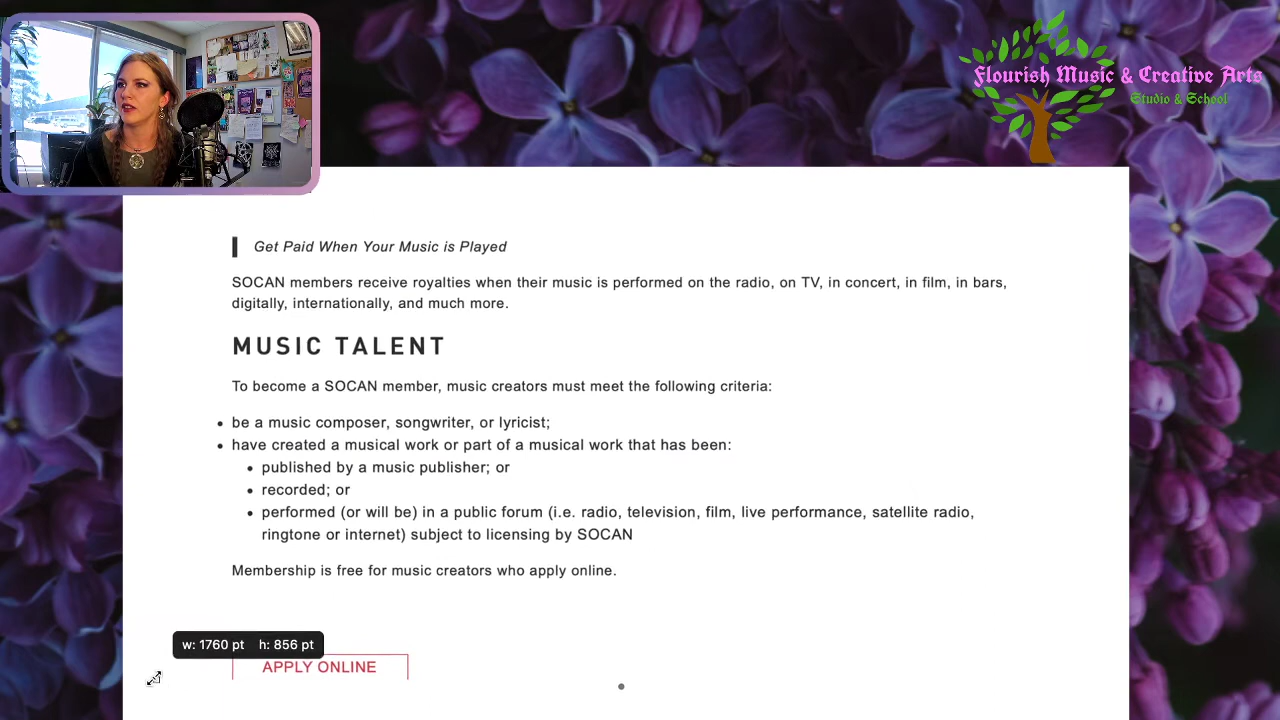 Flourish Music & Creative Arts
Studio & School
Get Paid When Your Music is Played
SOCAN members receive royalties when their music is performed on the radio, on TV, in concert, in film, in bars,
digitally, internationally, and much more.
MUSIC TALENT
To become a SOCAN member, music creators must meet the following criteria:
be a music composer, songwriter, or lyricist;
have created a musical work or part of a musical work that has been:
published by a music publisher; or
recorded; or
performed (or will be) in a public forum (i.e. radio, television, film, live performance, satellite radio,
ringtone or internet) subject to licensing by SOCAN
Membership is free for music creators who apply online.
w: 1760 pt h: 856 pt
APPLY ONLINE